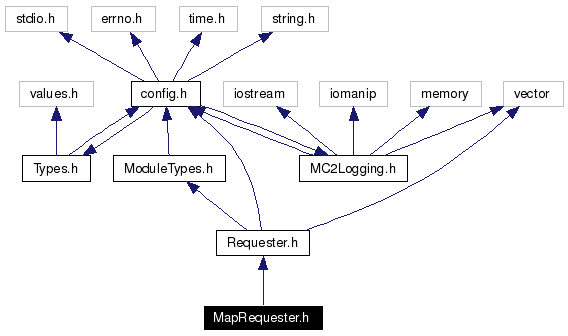 stdio.h errno.h time.h string.h
values.h config.h iostream iomanip memory vector
Types.h ModuleTypes.h MC2Logging.h
Requester.h
MapRequester.h